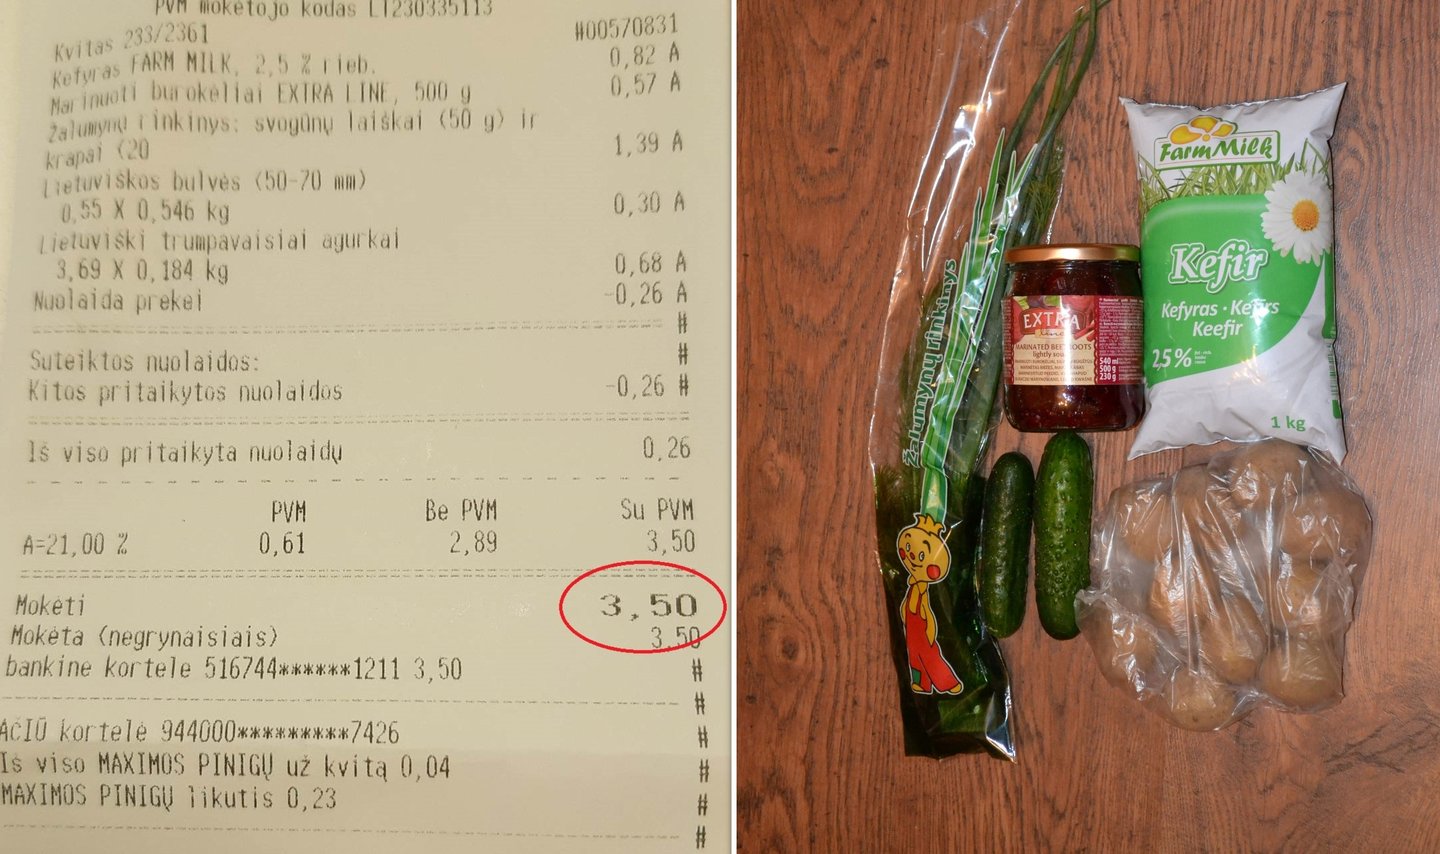 PVM mokėtojo kodas LT230335113
Kvitas 233/2361 #00570831
Kefyras FARM MILK, 2,5 % rieb. 0,82 A
Marinuoti burokėliai EXTRA LINE, 500 g 0,57 A
Žalumynų rinkinys: svogūnų laiškai (50 g) ir
krapai (20 1,39 A
Lietuviškos bulvės (50-70 mm)
0,55 X 0,546 kg 0,30 A
Lietuviški trumpavaisiai agurkai
3,69 X 0,184 kg 0,68 A
Nuolaida prekei -0,26 A
#
Suteiktos nuolaidos: #
Kitos pritaikytos nuolaidos -0,26 #
Iš viso pritaikyta nuolaidų 0,26
PVM Be PVM Su PVM
A=21,00 % 0,61 2,89 3,50
Mokėti 3,50
Mokėta (negrynaisiais) 3,50
bankine kortele 516744******1211 3,50 #
#
AČIŪ kortelė 944000*********7426 #
Iš viso MAXIMOS PINIGŲ už kvitą 0,04 #
MAXIMOS PINIGŲ likutis 0,23 #
#
Žalumynų rinkinys
EXTRA
Line
MARINATED BEETROOTS
lightly sour
540 ml
500 g
230 g
Farm Milk
Kefir
Kefyras · Kefīrs
Keefir
2,5%
1 kg